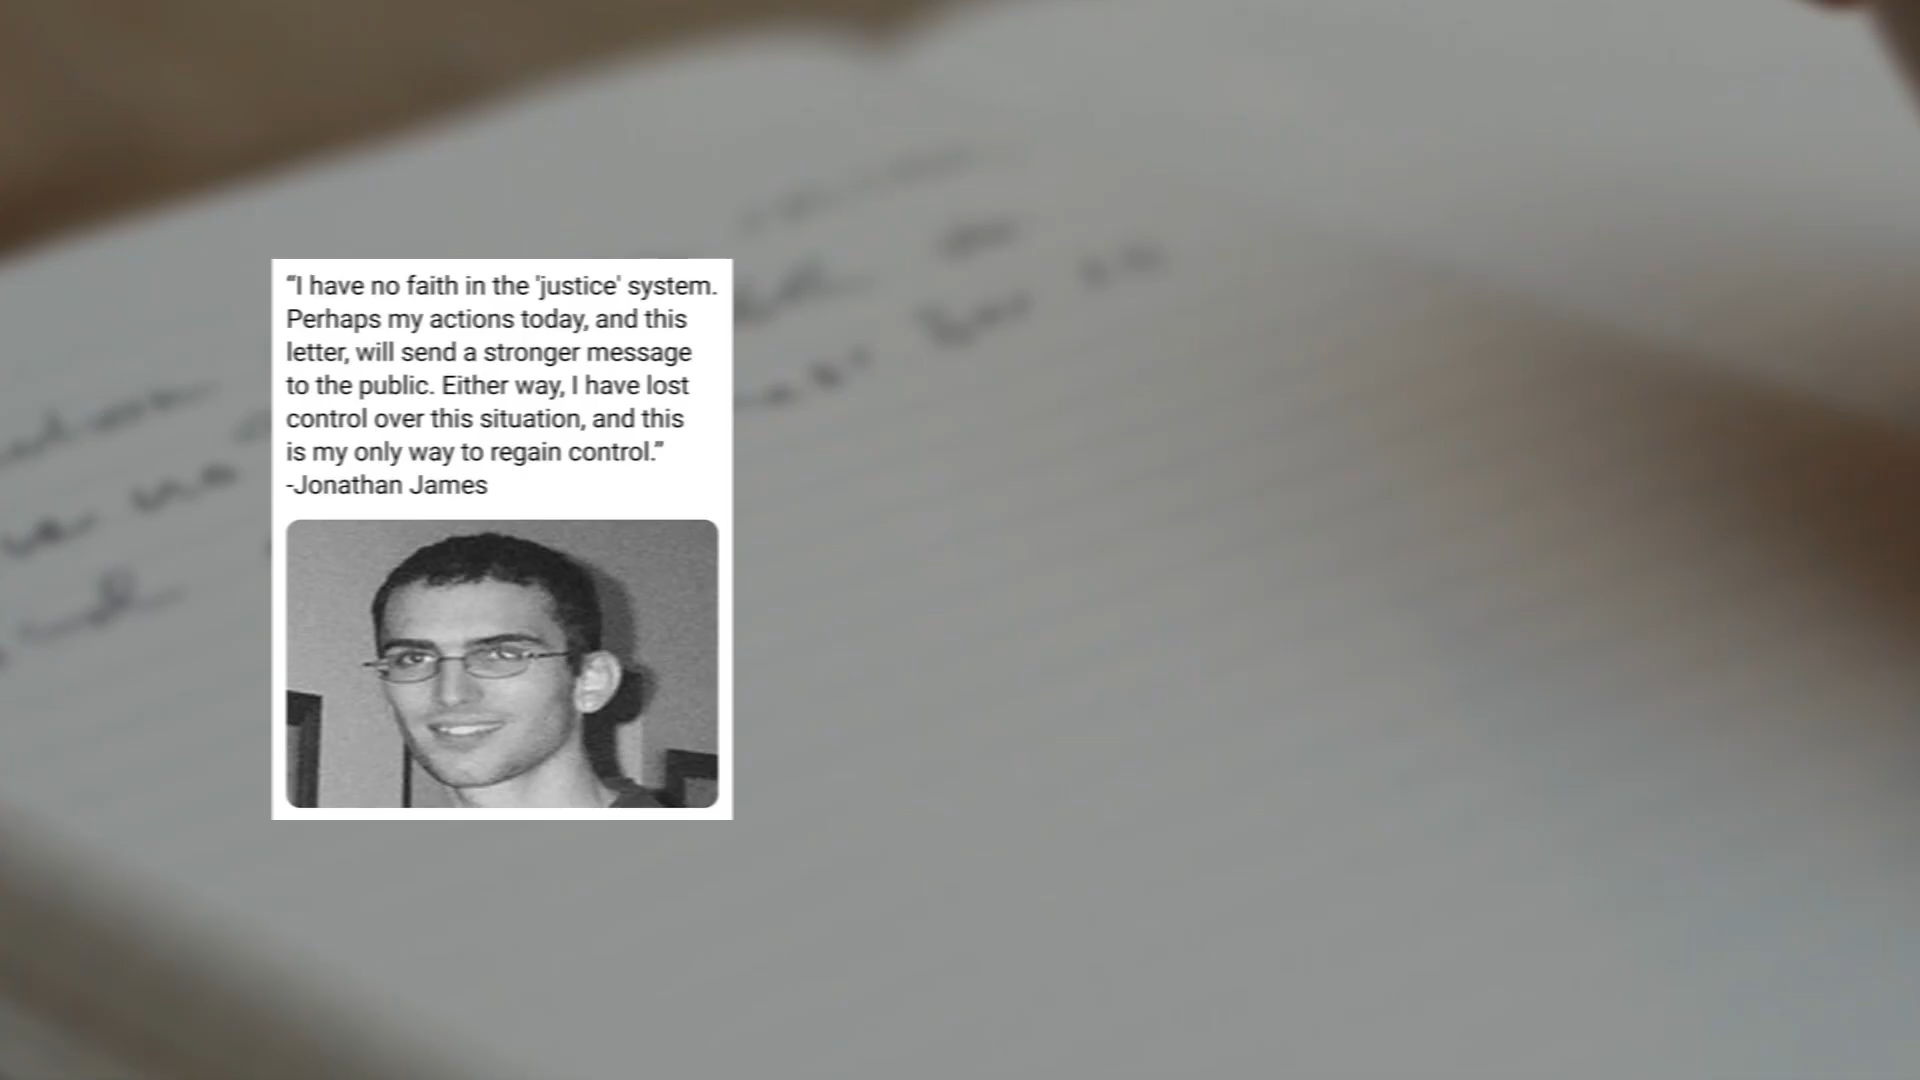 “I have no faith in the 'justice' system.
Perhaps my actions today, and this
letter, will send a stronger message
to the public. Either way, I have lost
control over this situation, and this
is my only way to regain control.”
-Jonathan James